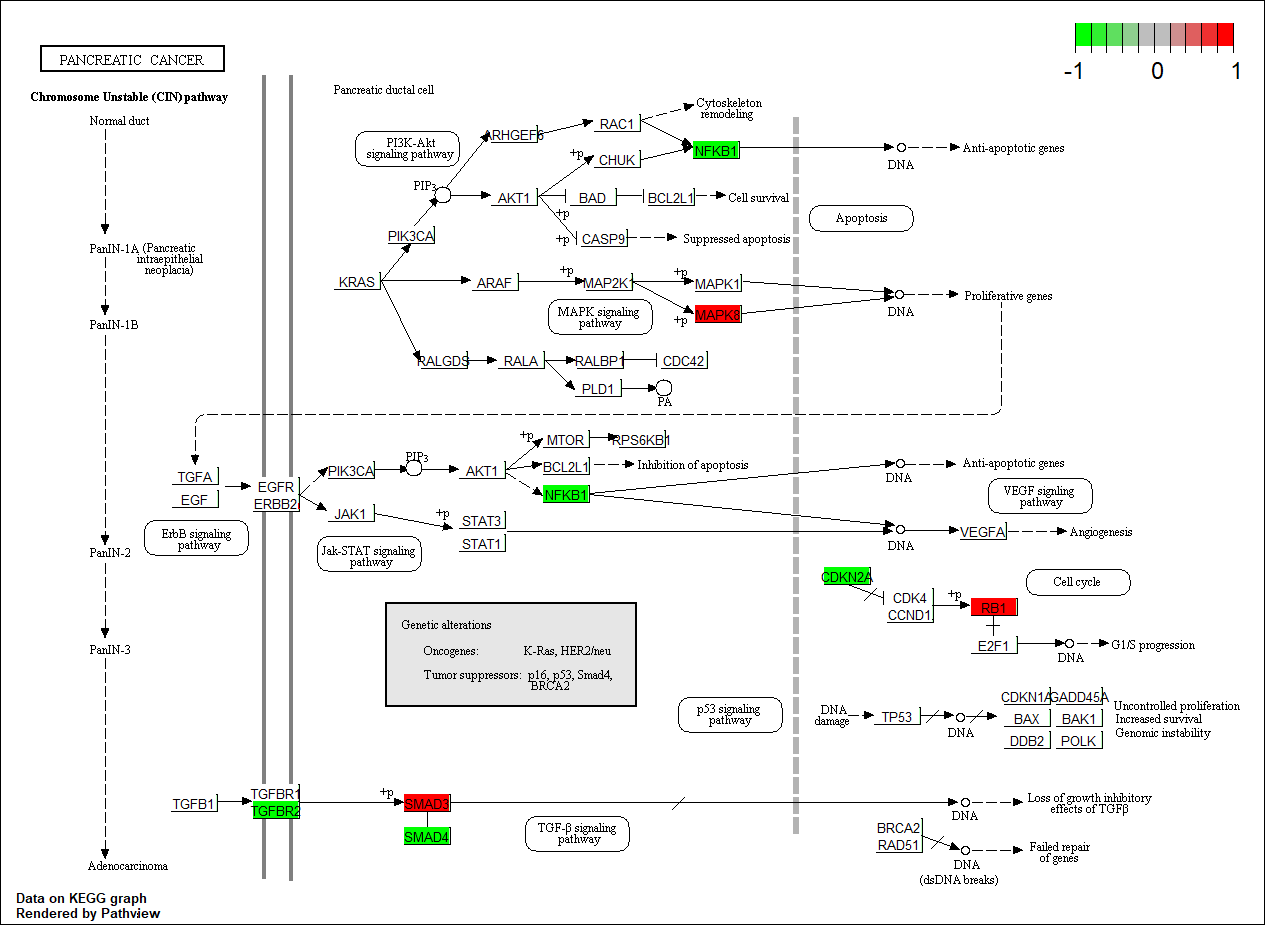 -1 0 1
PANCREATIC CANCER
Chromosome Unstable (CIN) pathway
Normal duct
PanIN-1A (Pancreatic
intraepithelial
neoplacia)
PanIN-1B
PanIN-2
PanIN-3
Adenocarcinoma
Pancreatic ductal cell
PI3K-Akt
signaling pathway
ARHGEF6
RAC1
Cytoskeleton
remodeling
+p
CHUK
NFKB1
DNA
Anti-apoptotic genes
PIP3
AKT1
BAD
BCL2L1
Cell survival
+p
+p
CASP9
Suppressed apoptosis
Apoptosis
PIK3CA
KRAS
ARAF
+p
MAP2K1
+p
MAPK1
MAPK signaling
pathway
+p
MAPK8
DNA
Proliferative genes
RALGDS
RALA
RALBP1
CDC42
PLD1
PA
TGFA
EGF
EGFR
ERBB2
ErbB signaling
pathway
PIK3CA
PIP3
AKT1
+p
MTOR
RPS6KB1
BCL2L1
Inhibition of apoptosis
NFKB1
DNA
Anti-apoptotic genes
VEGF signling
pathway
JAK1
+p
STAT3
STAT1
Jak-STAT signaling
pathway
DNA
VEGFA
Angiogenesis
CDKN2A
CDK4
CCND1
+p
RB1
Cell cycle
E2F1
DNA
G1/S progression
Genetic alterations
Oncogenes: K-Ras, HER2/neu
Tumor suppressors: p16, p53, Smad4,
BRCA2
p53 signaling
pathway
DNA
damage
TP53
DNA
CDKN1A
GADD45A
BAX
BAK1
DDB2
POLK
Uncontrolled proliferation
Increased survival
Genomic instability
TGFB1
TGFBR1
TGFBR2
+p
SMAD3
SMAD4
TGF-β signaling
pathway
DNA
Loss of growth inhibitory
effects of TGFβ
BRCA2
RAD51
DNA
(dsDNA breaks)
Failed repair
of genes
Data on KEGG graph
Rendered by Pathview